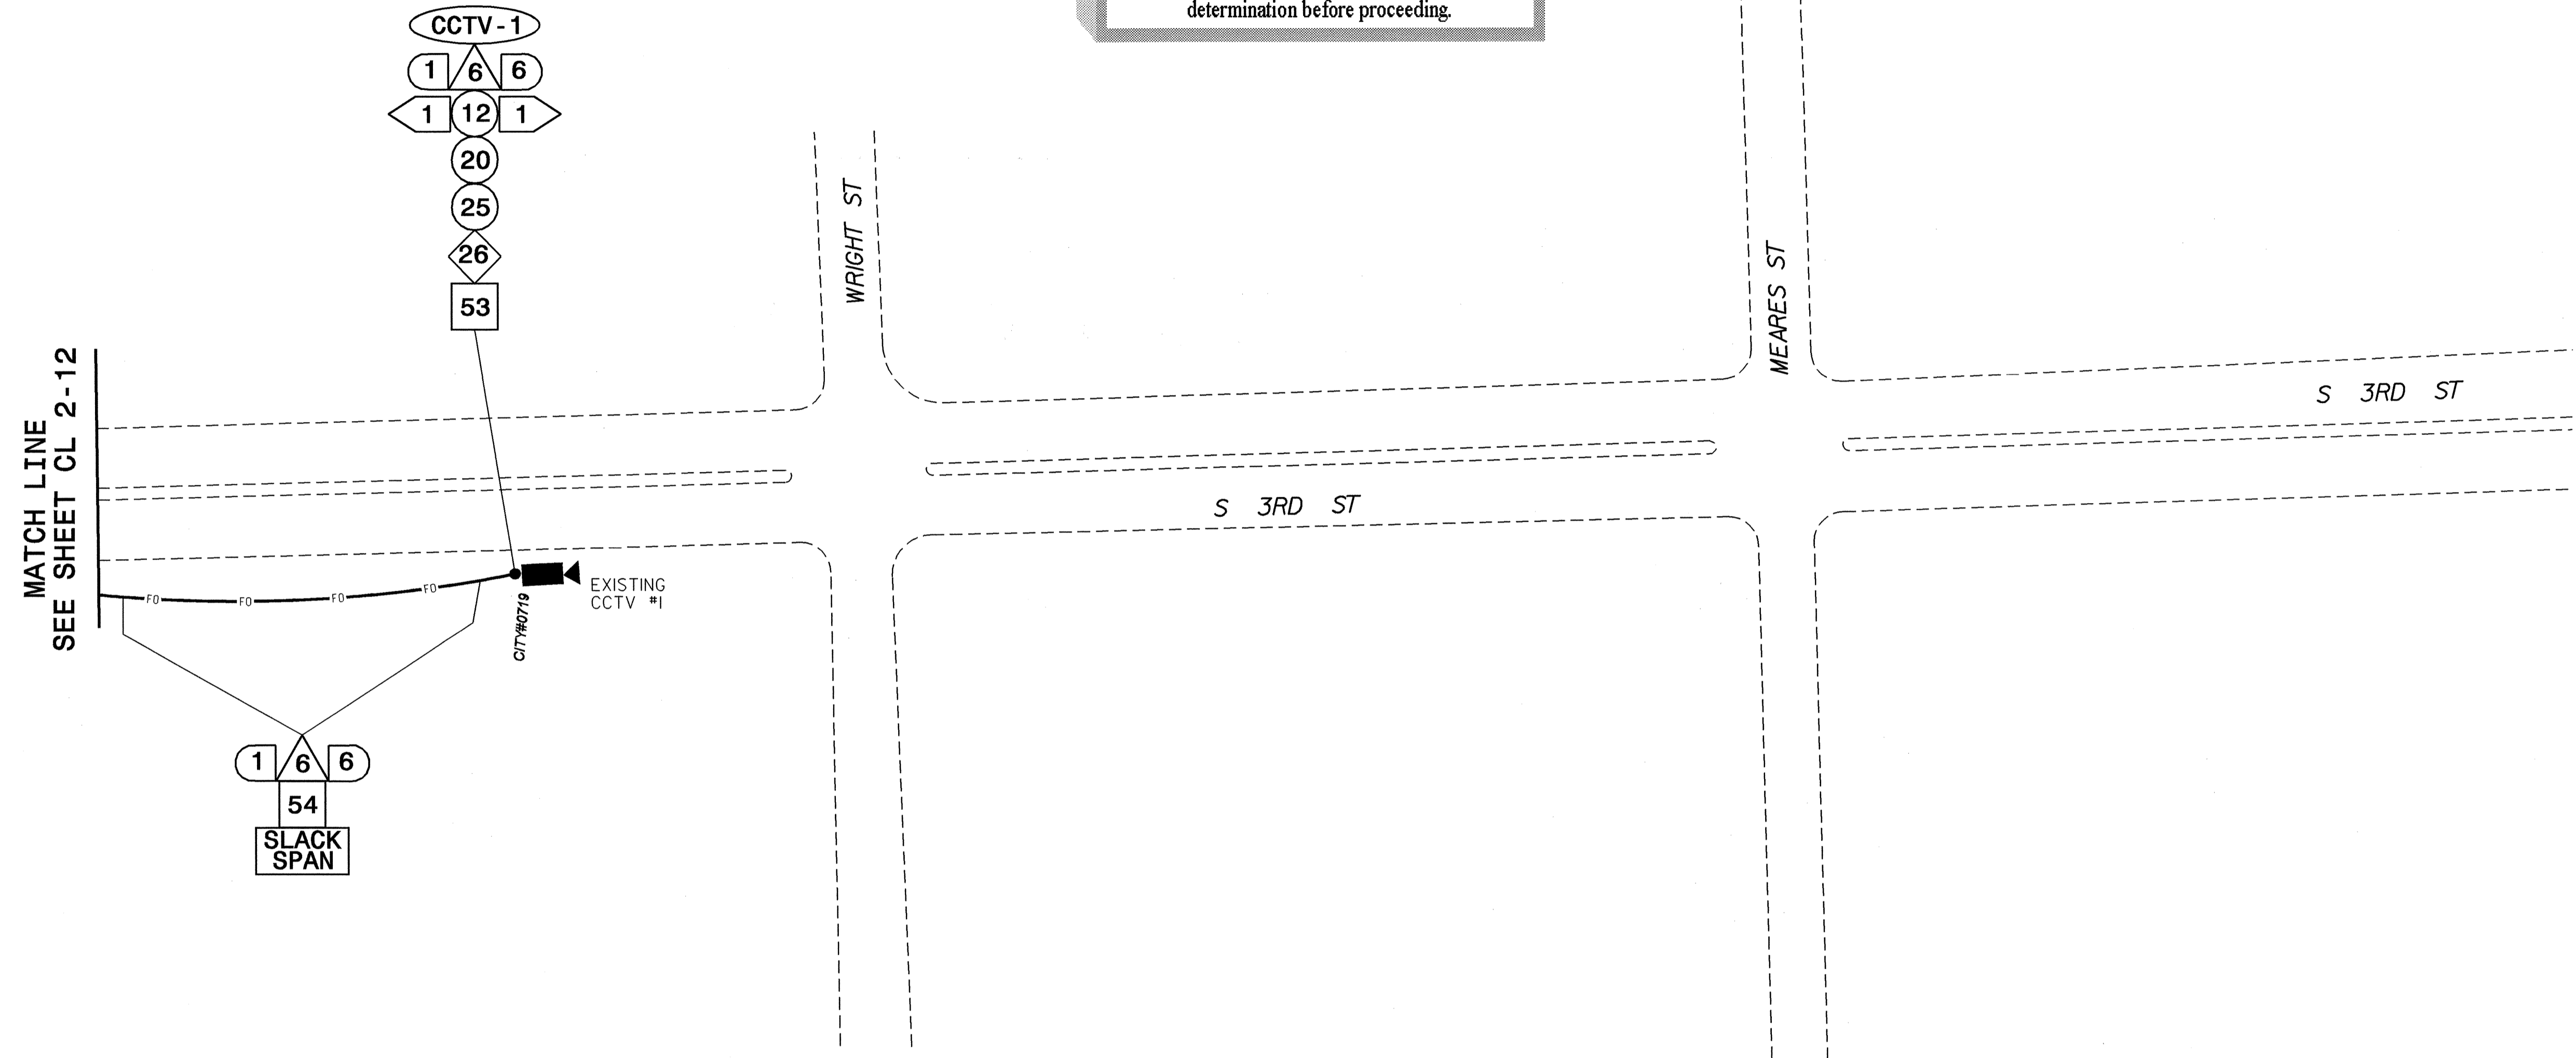 determination before proceeding.
CCTV-1
1 6 6
1 12 1
20
25
26
53
WRIGHT ST
MEARES ST
MATCH LINE
SEE SHEET CL 2-12
S 3RD ST
S 3RD ST
FO FO FO FO
EXISTING
CCTV #1
CITY#0719
1 6 6
54
SLACK
SPAN